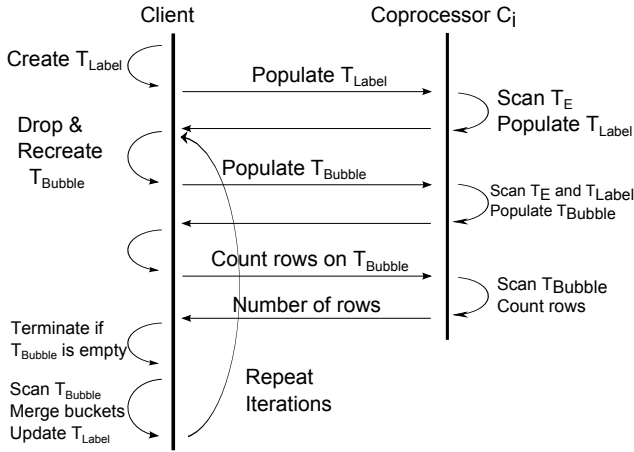 Client
Coprocessor Ci
Create TLabel
Populate TLabel
Scan TE
Populate TLabel
Drop &
Recreate
TBubble
Populate TBubble
Scan TE and TLabel
Populate TBubble
Count rows on TBubble
Scan TBubble
Count rows
Number of rows
Terminate if
TBubble is empty
Scan TBubble
Merge buckets
Update TLabel
Repeat
Iterations